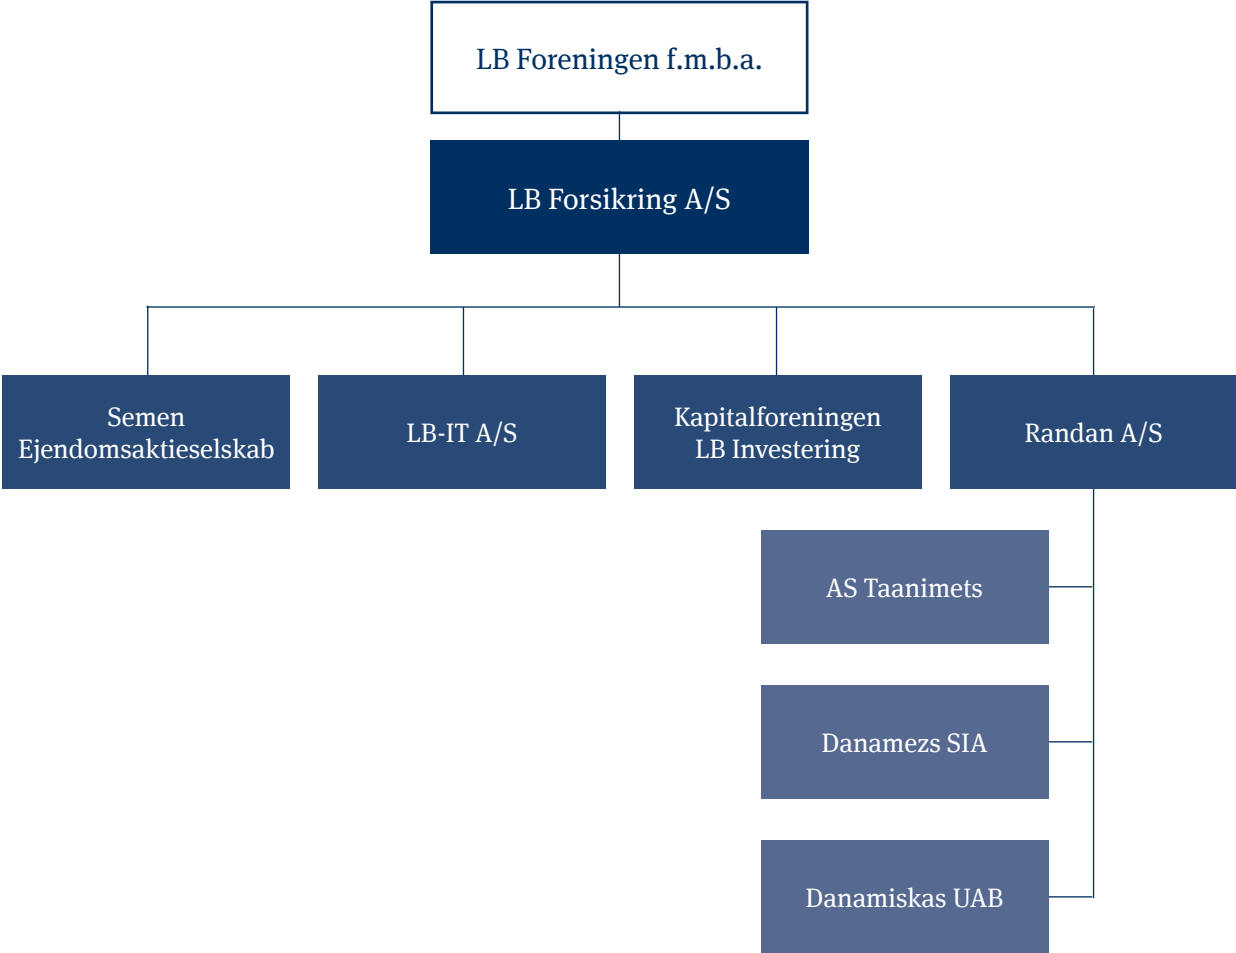 LB Foreningen f.m.b.a.
LB Forsikring A/S
Semen
Ejendomsaktieselskab
LB-IT A/S
Kapitalforeningen
LB Investering
Randan A/S
AS Taanimets
Danamezs SIA
Danamiskas UAB